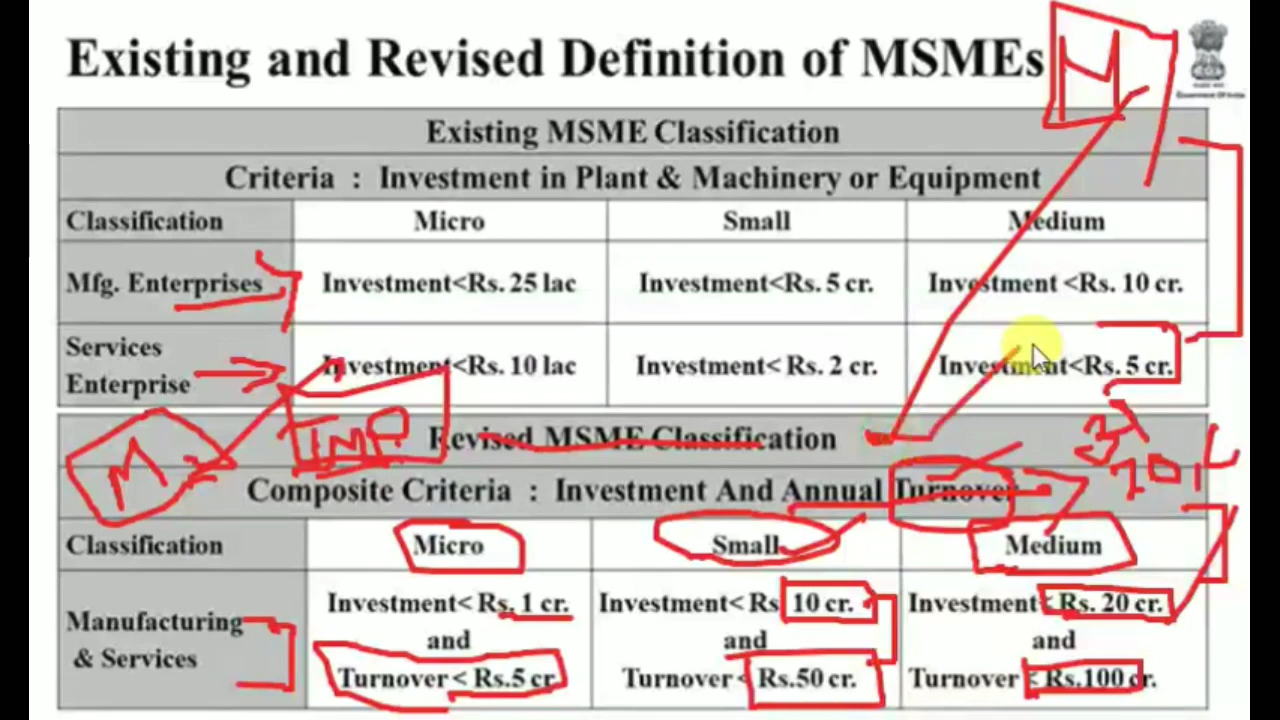 Existing and Revised Definition of MSMEs
M
Government Of India
Existing MSME Classification
Criteria : Investment in Plant & Machinery or Equipment
Classification Micro Small Medium
Mfg. Enterprises Investment<Rs. 25 lac Investment<Rs. 5 cr. Investment <Rs. 10 cr.
Services
Enterprise Investment<Rs. 10 lac Investment< Rs. 2 cr. Investment<Rs. 5 cr.
M IMP Revised MSME Classification
Composite Criteria : Investment And Annual Turnover
Classification Micro Small Medium
Manufacturing
& Services
Investment< Rs. 1 cr. Investment< Rs 10 cr. Investment< Rs. 20 cr.
and and and
Turnover < Rs.5 cr Turnover < Rs.50 cr. Turnover < Rs.100 cr.